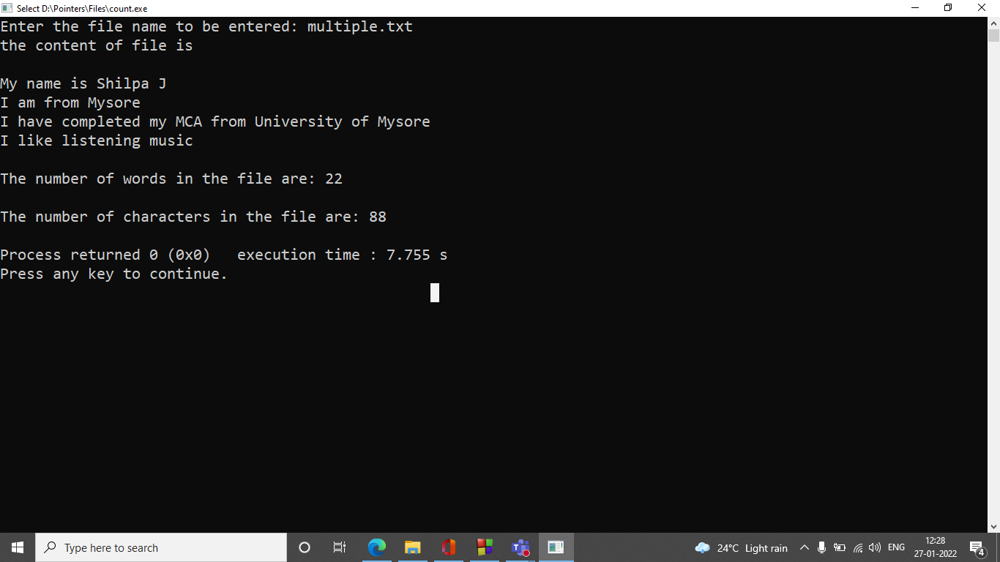 Select D:\Pointers\Files\count.exe
Enter the file name to be entered: multiple.txt
the content of file is
My name is Shilpa J
I am from Mysore
I have completed my MCA from University of Mysore
I like listening music
The number of words in the file are: 22
The number of characters in the file are: 88
Process returned 0 (0x0)   execution time : 7.755 s
Press any key to continue.
Type here to search
24°C Light rain
ENG
12:28
27-01-2022
4